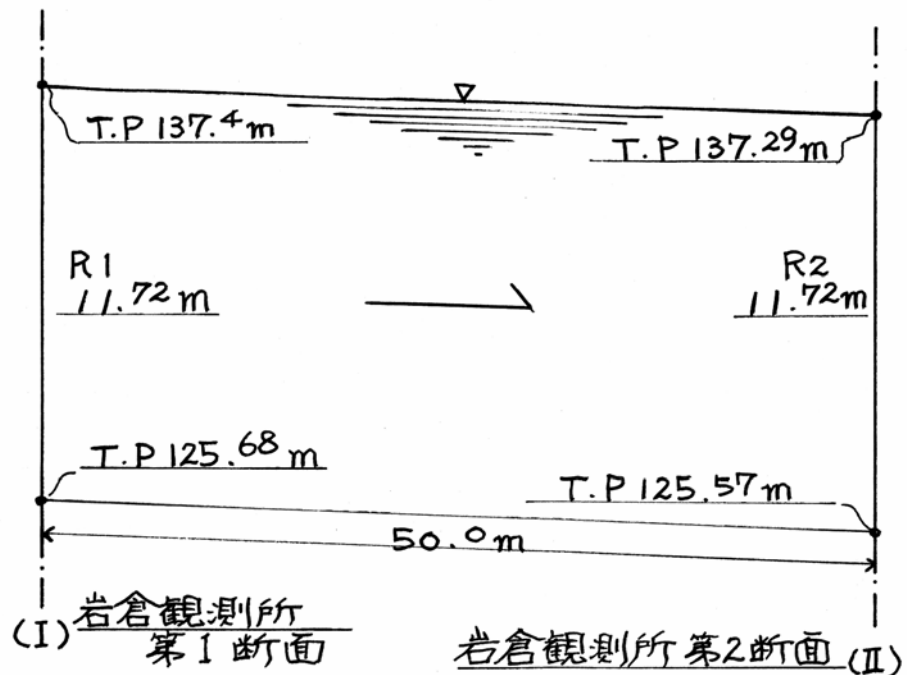 T.P 137.4m
T.P 137.29m
R1
11.72m
R2
11.72m
T.P 125.68m
T.P 125.57m
50.0m
(I) 岩倉観測所
第1断面
岩倉観測所 第2断面 (II)